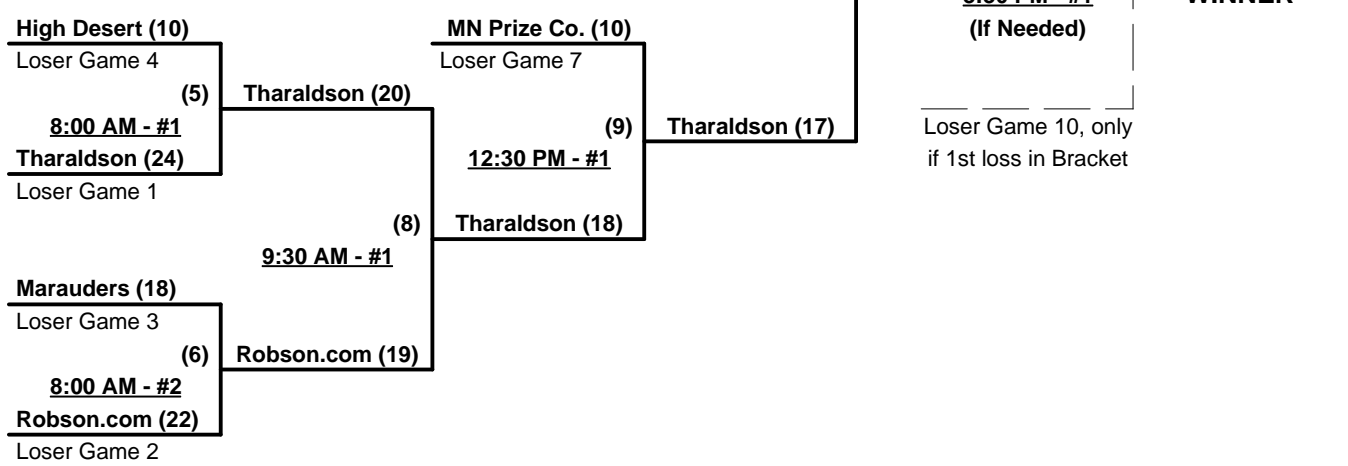 High Desert (10)
Loser Game 4
(5)
8:00 AM - #1
Tharaldson (24)
Loser Game 1
Tharaldson (20)
(8)
9:30 AM - #1
Marauders (18)
Loser Game 3
(6)
8:00 AM - #2
Robson.com (22)
Loser Game 2
Robson.com (19)
MN Prize Co. (10)
Loser Game 7
(9)
12:30 PM - #1
Tharaldson (18)
Tharaldson (17)
(If Needed)
Loser Game 10, only
if 1st loss in Bracket
WINNER